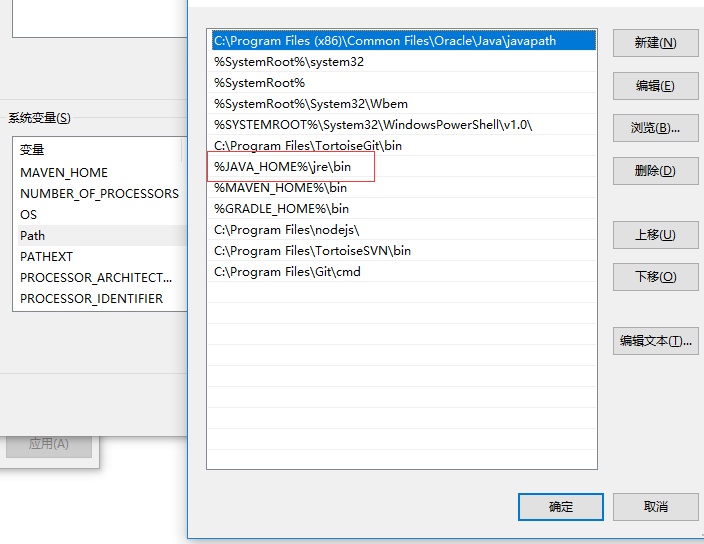 系统变量(S)
变量
MAVEN_HOME
NUMBER_OF_PROCESSORS
OS
Path
PATHEXT
PROCESSOR_ARCHITECT...
PROCESSOR_IDENTIFIER
应用(A)
C:\Program Files (x86)\Common Files\Oracle\Java\javapath
%SystemRoot%\system32
%SystemRoot%
%SystemRoot%\System32\Wbem
%SYSTEMROOT%\System32\WindowsPowerShell\v1.0\
C:\Program Files\TortoiseGit\bin
%JAVA_HOME%\jre\bin
%MAVEN_HOME%\bin
%GRADLE_HOME%\bin
C:\Program Files\nodejs\
C:\Program Files\TortoiseSVN\bin
C:\Program Files\Git\cmd
新建(N)
编辑(E)
浏览(B)...
删除(D)
上移(U)
下移(O)
编辑文本(T)...
确定
取消